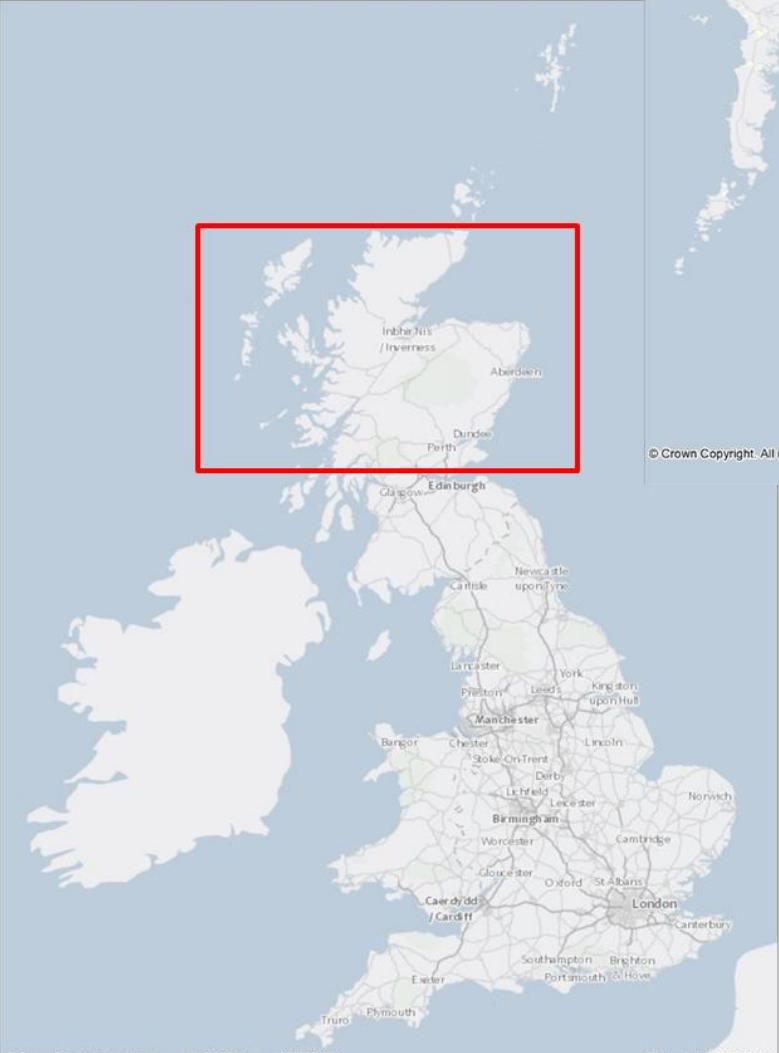 Inbhir Nis
/ Inverness
Aberdeen
Dundee
Perth
© Crown Copyright. All
Edinburgh
Glasgow
Newcastle
upon Tyne
Carlisle
Lancaster
York
Preston
Leeds
Kingston
upon Hull
Manchester
Bangor
Chester
Lincoln
Stoke-On-Trent
Derby
Lichfield
Leicester
Norwich
Birmingham
Worcester
Cambridge
Gloucester
Oxford
St Albans
Caerdydd
/ Cardiff
London
Canterbury
Southampton
Brighton
& Hove
Portsmouth
Exeter
Plymouth
Truro